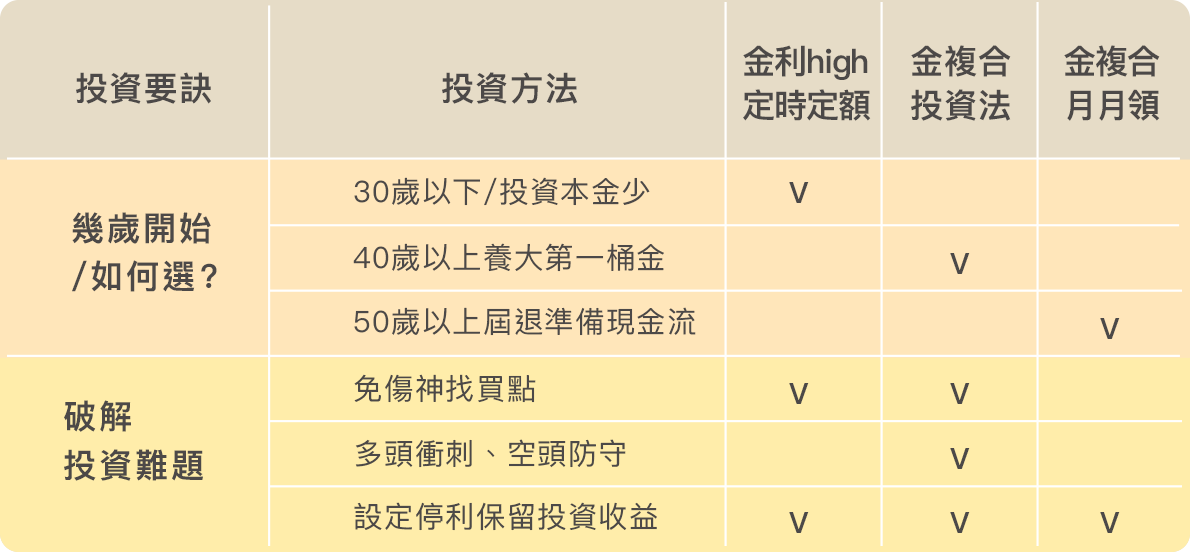 投資要訣 投資方法 金利high 定時定額 金複合 投資法 金複合 月月領
幾歲開始
/如何選?
30歲以下/投資本金少 V
40歲以上養大第一桶金 V
50歲以上屆退準備現金流 V
破解
投資難題
免傷神找買點 V V
多頭衝刺、空頭防守 V
設定停利保留投資收益 V V V